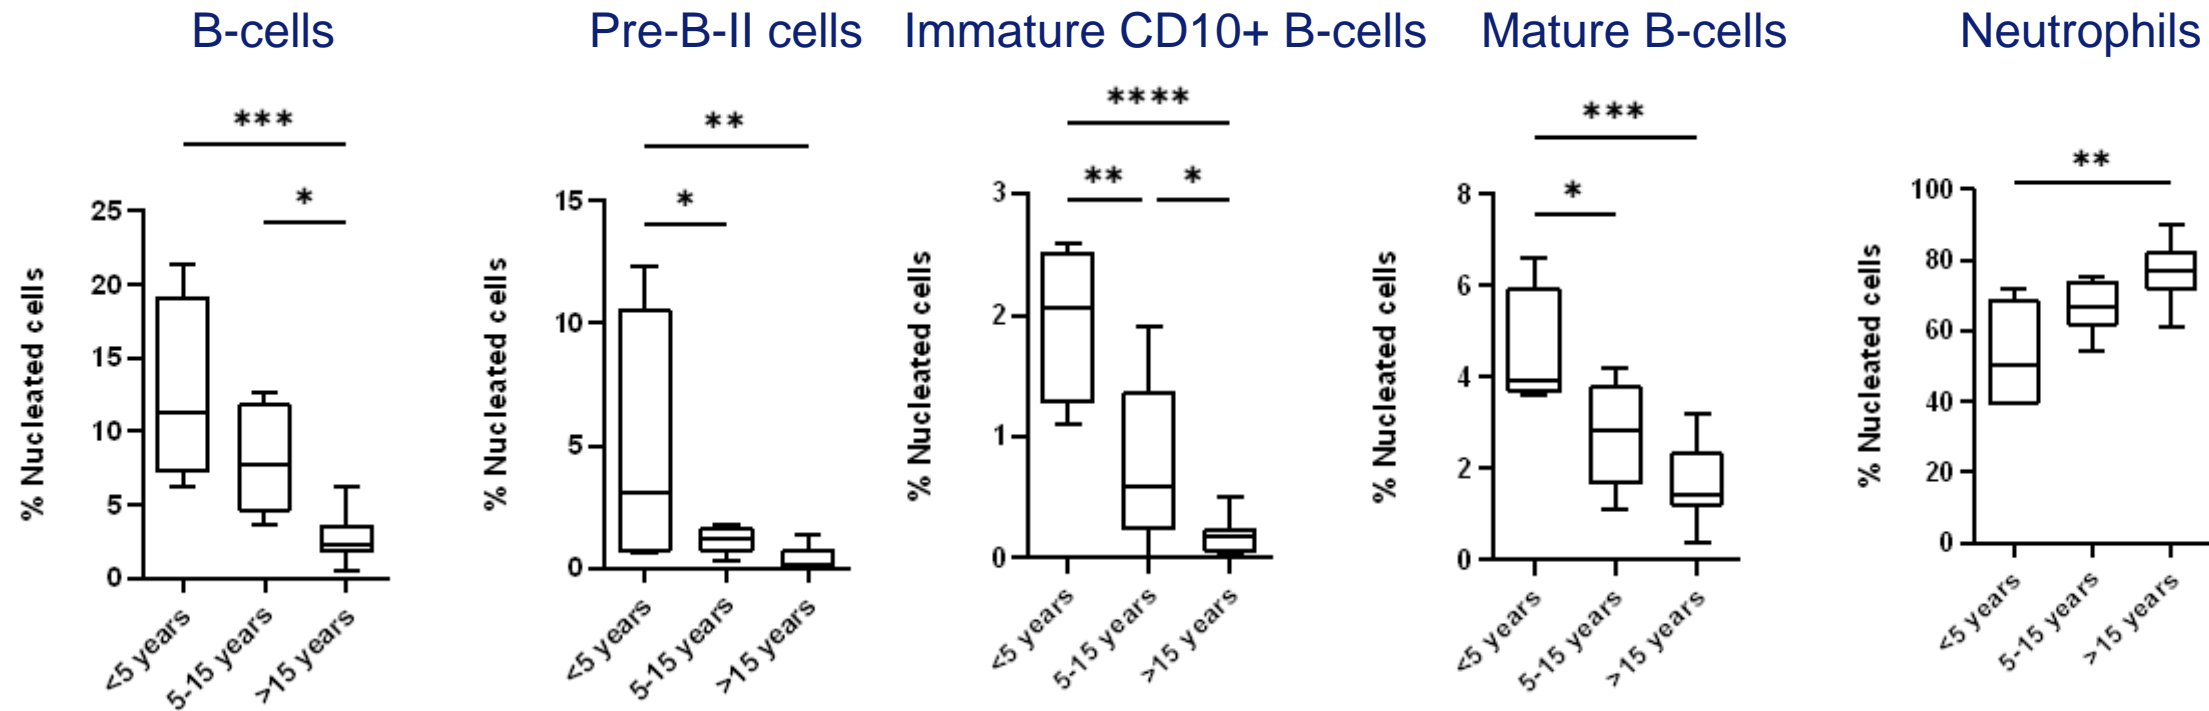 B-cells
***
*
25
20
15
10
5
0
% Nucleated cells
<5 years
5-15 years
>15 years
Pre-B-II cells
**
*
15
10
5
0
% Nucleated cells
<5 years
5-15 years
>15 years
Immature CD10+ B-cells
****
** *
3
2
1
0
% Nucleated cells
<5 years
5-15 years
>15 years
Mature B-cells
***
*
8
6
4
2
0
% Nucleated cells
<5 years
5-15 years
>15 years
Neutrophils
**
100
80
60
40
20
0
% Nucleated cells
<5 years
5-15 years
>15 years